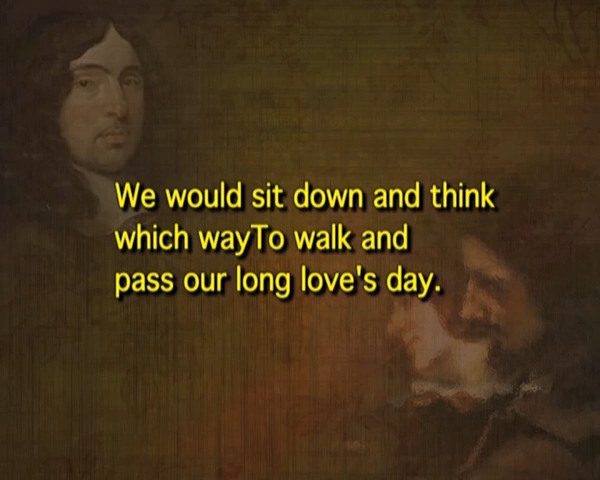 We would sit down and think
which wayTo walk and
pass our long love's day.